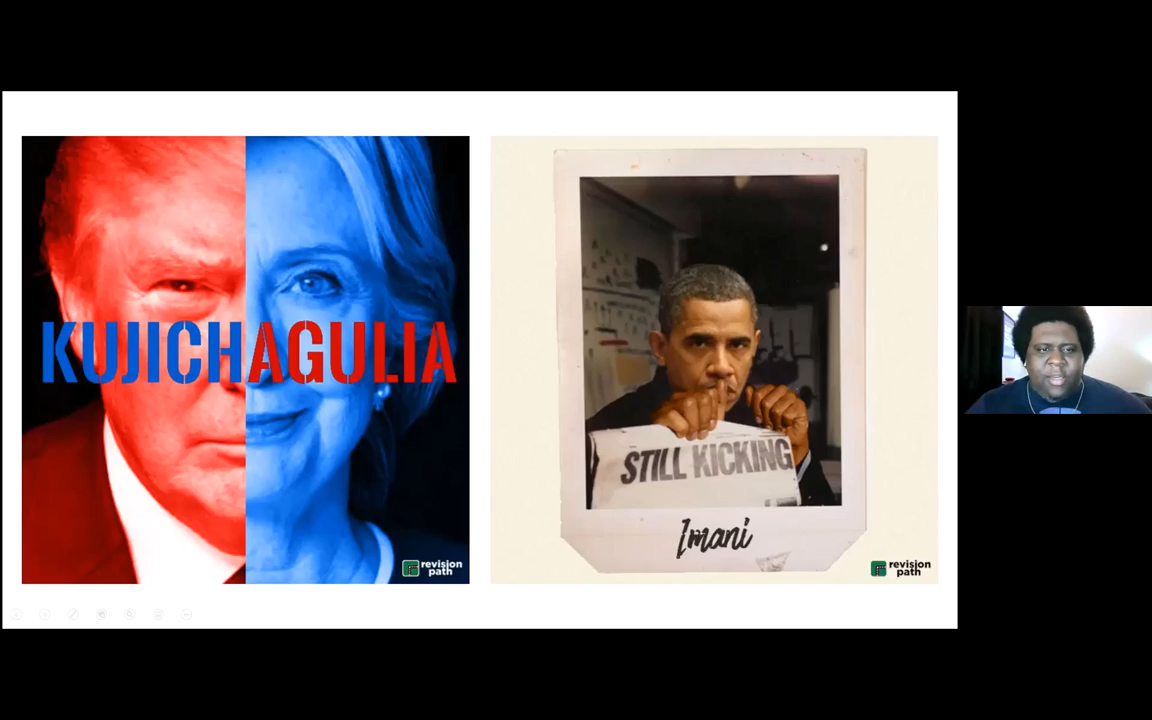 KUJICHAGULIA
revision
path
STILL KICKING
Imani
revision
path